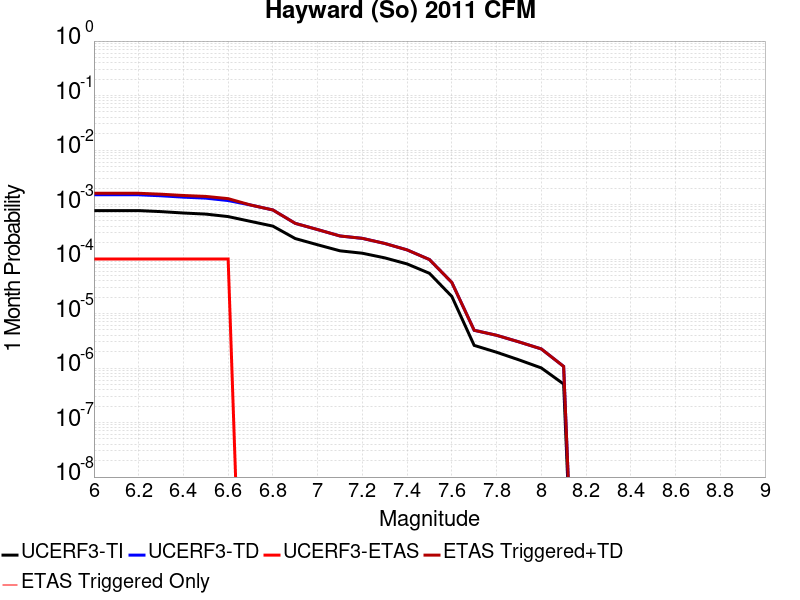 Hayward (So) 2011 CFM
10^0
10^-1
10^-2
10^-3
10^-4
10^-5
10^-6
10^-7
10^-8
1 Month Probability
6 6.2 6.4 6.6 6.8 7 7.2 7.4 7.6 7.8 8 8.2 8.4 8.6 8.8 9
Magnitude
UCERF3-TI UCERF3-TD UCERF3-ETAS ETAS Triggered+TD
ETAS Triggered Only